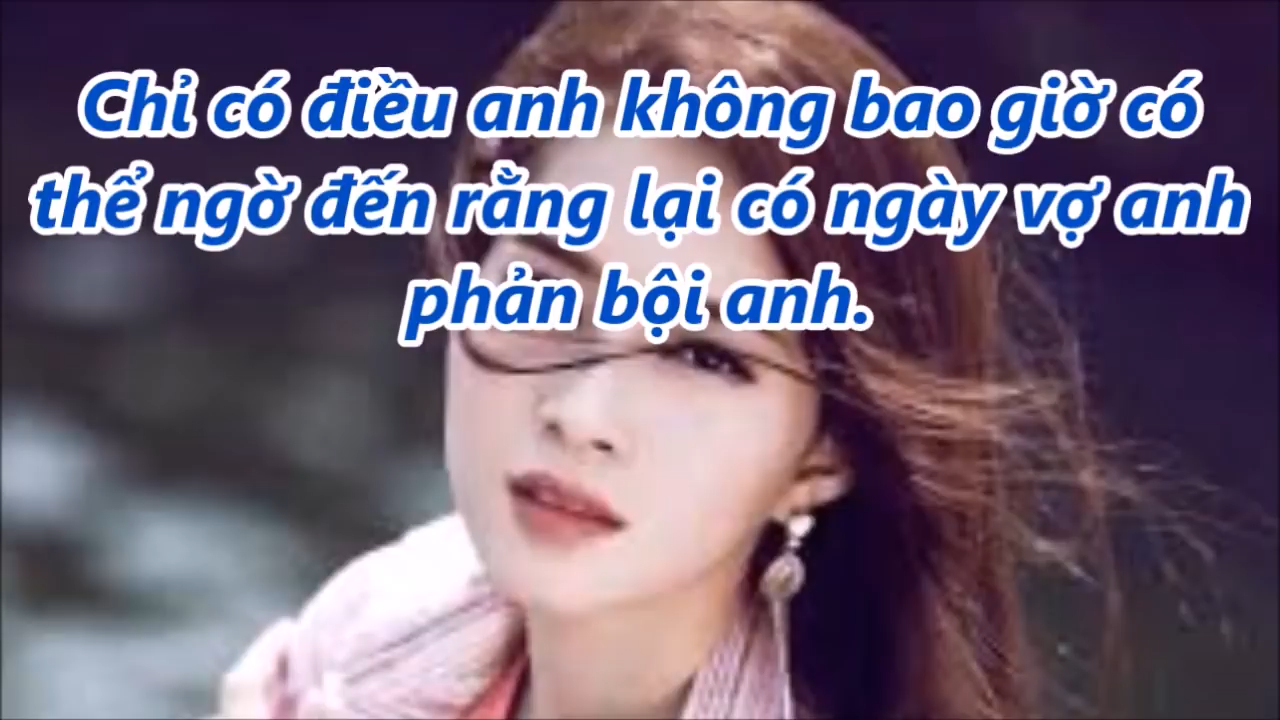 Chỉ có điều anh không bao giờ có
thể ngờ đến rằng lại có ngày vợ anh
phản bội anh.